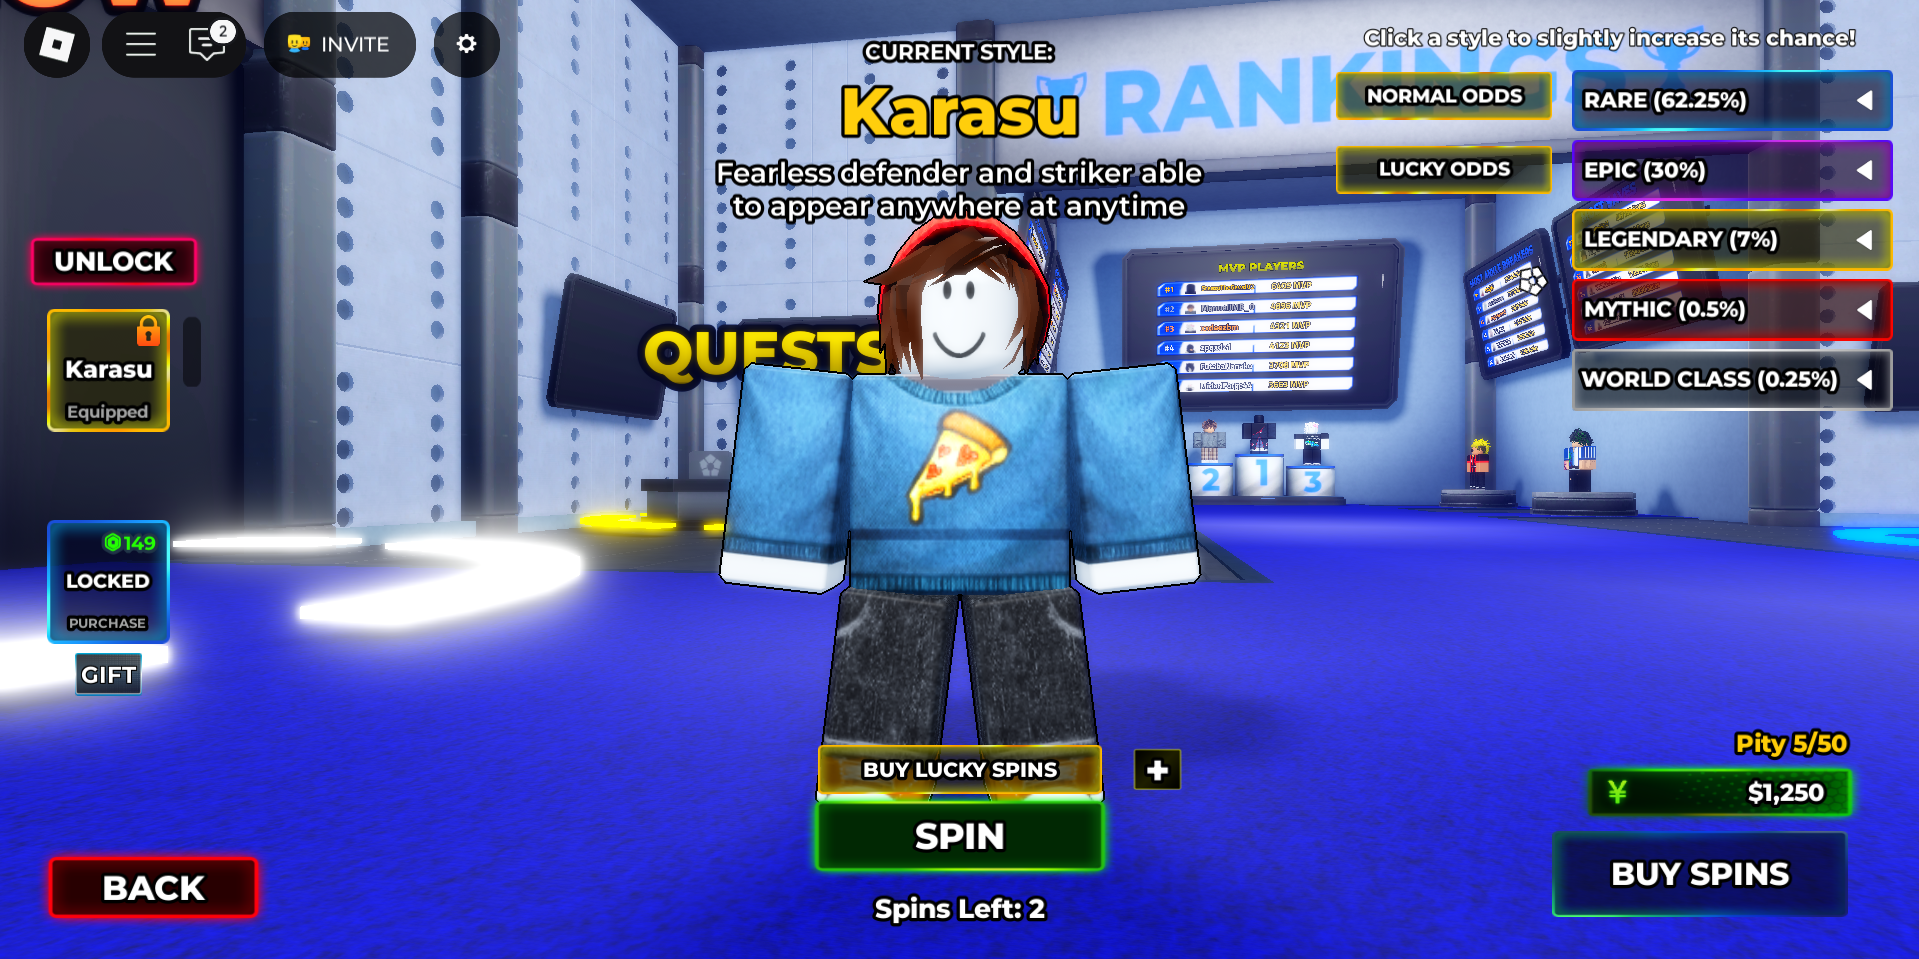 2
INVITE
CURRENT STYLE:
Karasu
Fearless defender and striker able
to appear anywhere at anytime
Click a style to slightly increase its chance!
RANKINGS
NORMAL ODDS
LUCKY ODDS
RARE (62.25%)
EPIC (30%)
LEGENDARY (7%)
MYTHIC (0.5%)
WORLD CLASS (0.25%)
UNLOCK
Karasu
Equipped
QUESTS
MVP PLAYERS
#1
#2
#3
#4
2
1
3
149
LOCKED
PURCHASE
GIFT
BUY LUCKY SPINS
+
SPIN
Spins Left: 2
BACK
Pity 5/50
¥ $1,250
BUY SPINS